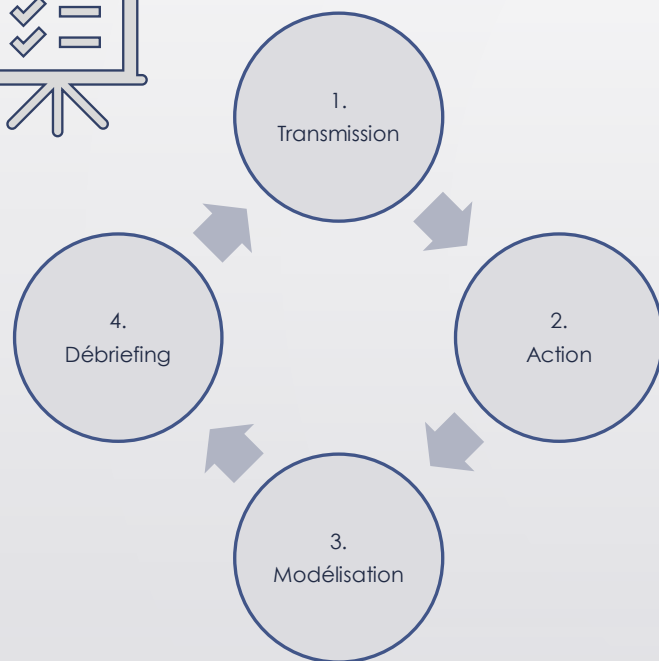 1.
Transmission
2.
Action
3.
Modélisation
4.
Débriefing